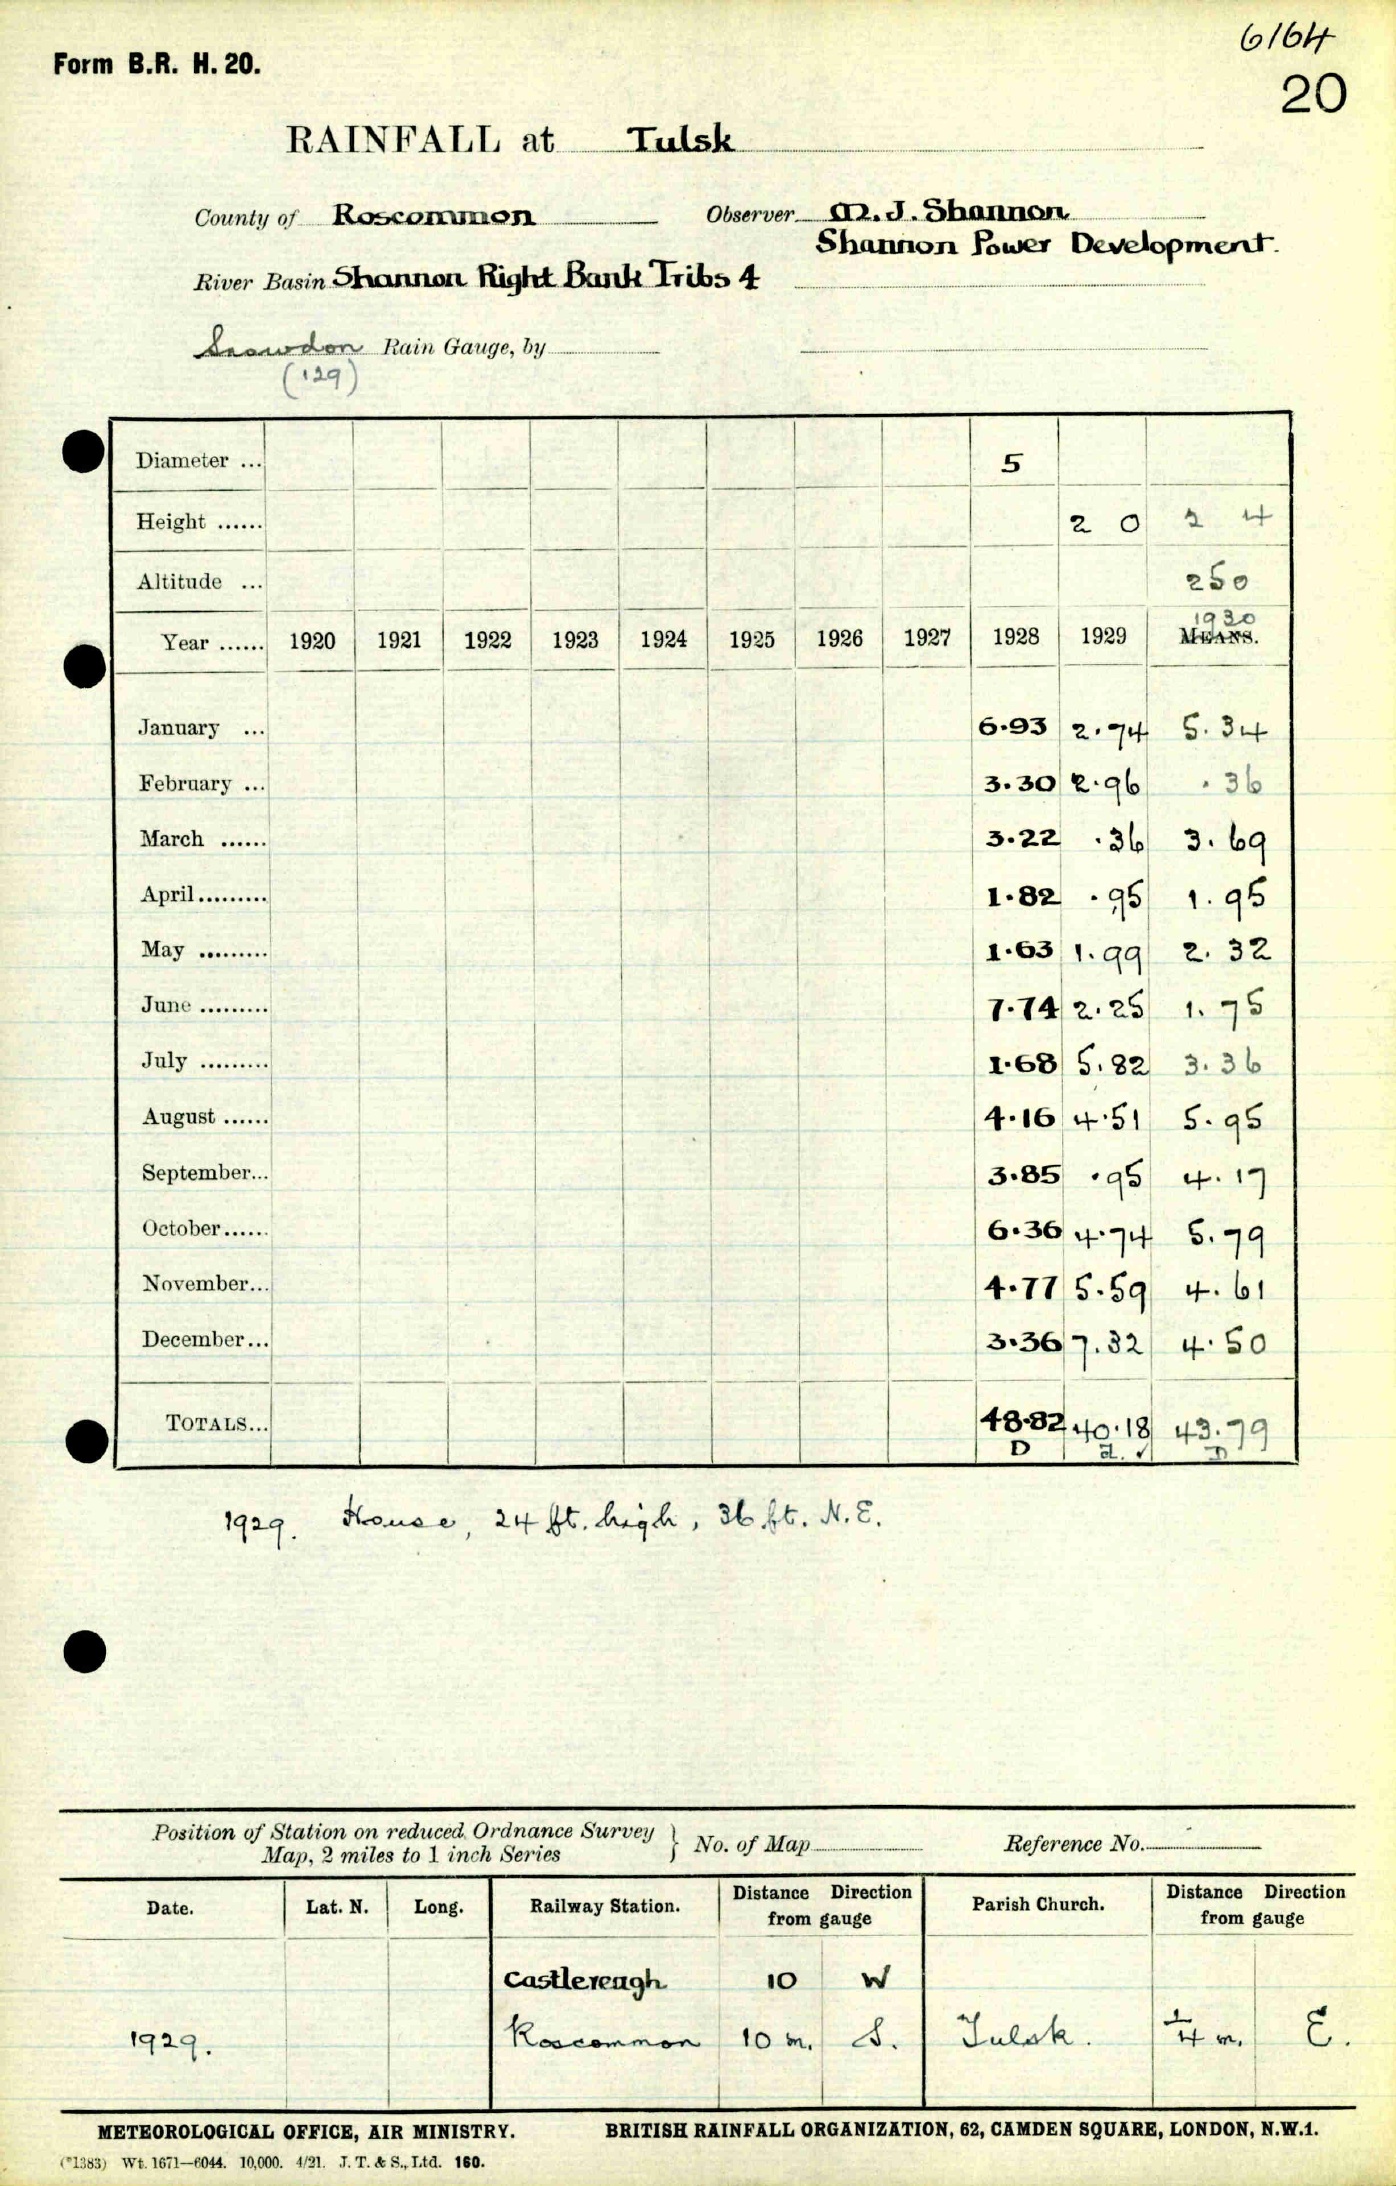 6164
Form B.R. H. 20.
20
RAINFALL at Tulsk
County of Roscommon Observer M. J. Shannon
Shannon Power Development.
River Basin Shannon Right Bank Tribs 4
Snowdon Rain Gauge, by
(129)
Diameter ... 5
Height ...... 2 0 2 4
Altitude ... 250
1930
Year ...... 1920 1921 1922 1923 1924 1925 1926 1927 1928 1929 MEANS.
January ... 6.93 2.74 5.34
February ... 3.30 2.96 .36
March ...... 3.22 .36 3.69
April ......... 1.82 .95 1.95
May ......... 1.63 1.99 2.32
June ......... 7.74 2.25 1.75
July ......... 1.68 5.82 3.36
August ...... 4.16 4.51 5.95
September... 3.85 .95 4.17
October...... 6.36 4.74 5.79
November... 4.77 5.59 4.61
December... 3.36 7.32 4.50
TOTALS... 48.82 40.18 43.79
D ✓ D
1929. House, 24 ft. high, 36 ft. N.E.
Position of Station on reduced Ordnance Survey
Map, 2 miles to 1 inch Series } No. of Map Reference No.
Date. Lat. N. Long. Railway Station. Distance Direction from gauge Parish Church. Distance Direction from gauge
Castlereagh 10 W
1929. Roscommon 10 m. S. Tulsk. 1/4 m. E.
METEOROLOGICAL OFFICE, AIR MINISTRY. BRITISH RAINFALL ORGANIZATION, 62, CAMDEN SQUARE, LONDON, N.W.1.
(*1383) Wt. 1671—6044. 10,000. 4/21. J. T. & S., Ltd. 160.